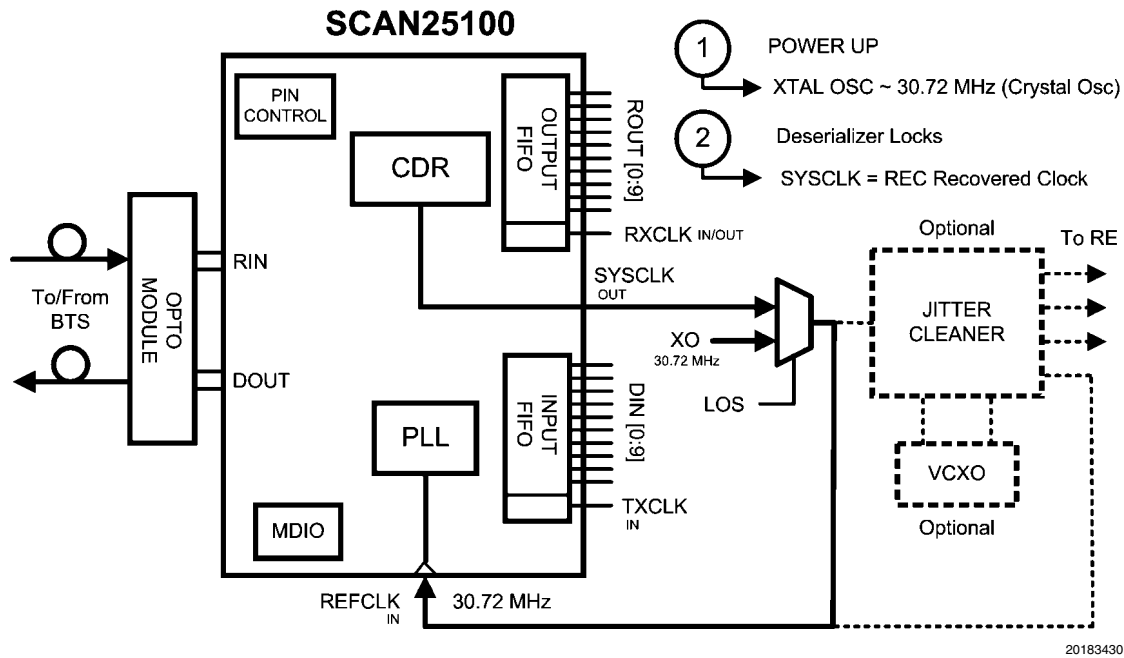 SCAN25100
1
POWER UP
XTAL OSC ~ 30.72 MHz (Crystal Osc)
2
Deserializer Locks
SYSCLK = REC Recovered Clock
PIN
CONTROL
CDR
OUTPUT
FIFO
ROUT [0:9]
RXCLK IN/OUT
SYSCLK
OUT
To/From
BTS
OPTO
MODULE
RIN
DOUT
XO
30.72 MHz
LOS
Optional
To RE
JITTER
CLEANER
VCXO
Optional
PLL
INPUT
FIFO
DIN [0:9]
TXCLK
IN
MDIO
REFCLK
IN
30.72 MHz
20183430